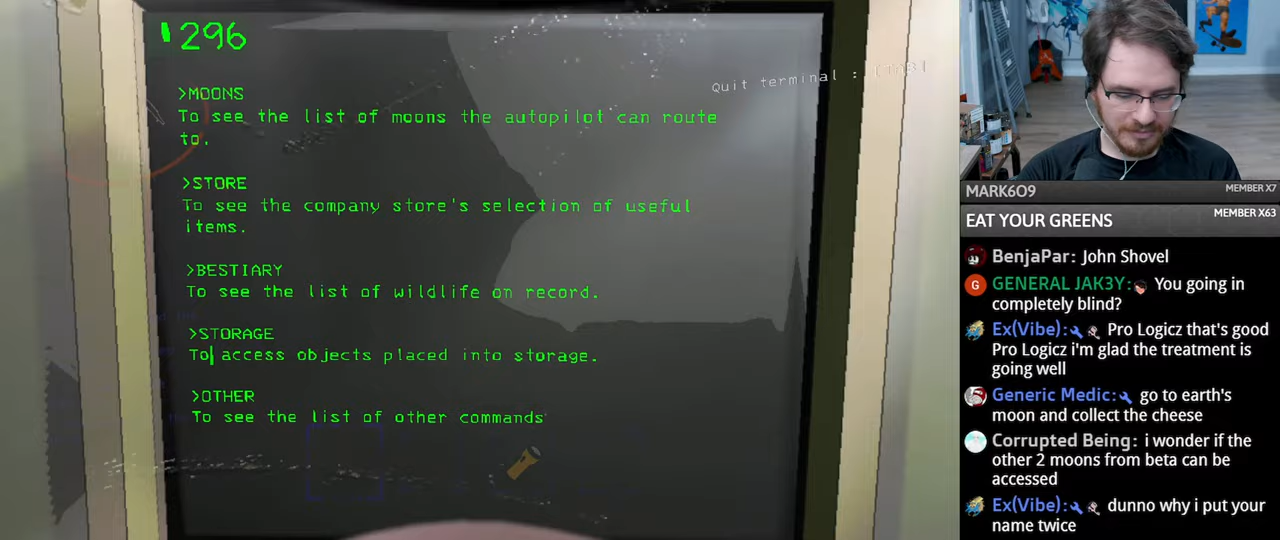 296
Quit terminal : [TAB]
>MOONS
To see the list of moons the autopilot can route
to.
>STORE
To see the company store's selection of useful
items.
>BESTIARY
To see the list of wildlife on record.
>STORAGE
To access objects placed into storage.
>OTHER
To see the list of other commands
MARK6O9
MEMBER X7
EAT YOUR GREENS
MEMBER X63
BenjaPar: John Shovel
GENERAL JAK3Y: You going in
completely blind?
Ex(Vibe): Pro Logicz that's good
Pro Logicz i'm glad the treatment is
going well
Generic Medic: go to earth's
moon and collect the cheese
Corrupted Being: i wonder if the
other 2 moons from beta can be
accessed
Ex(Vibe): dunno why i put your
name twice